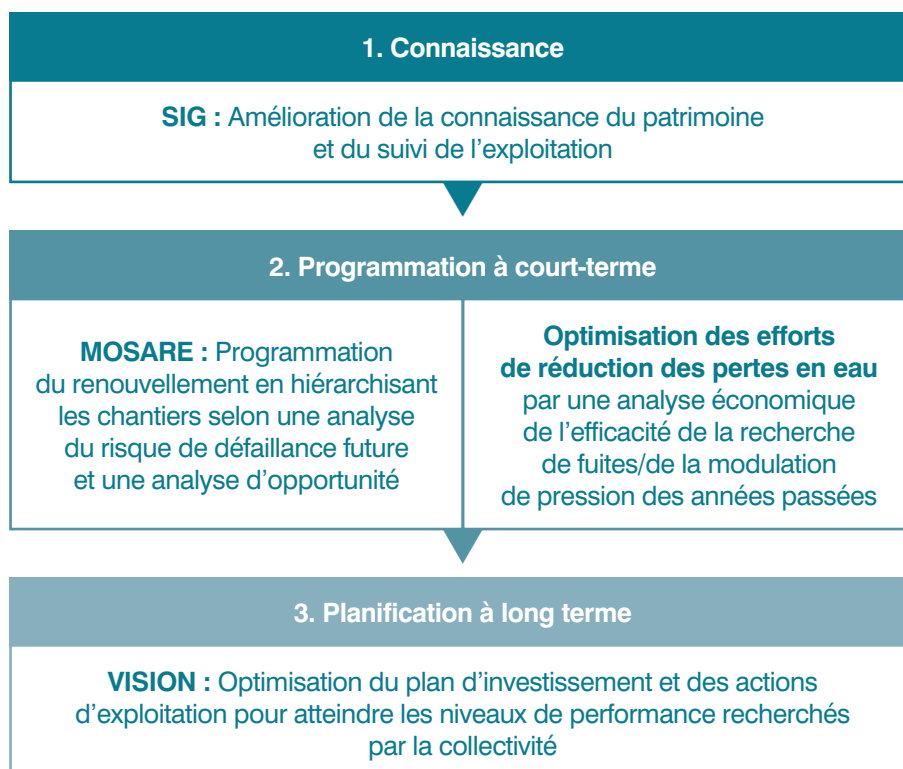 1. Connaissance
SIG : Amélioration de la connaissance du patrimoine
et du suivi de l’exploitation
2. Programmation à court-terme
MOSARE : Programmation
du renouvellement en hiérarchisant
les chantiers selon une analyse
du risque de défaillance future
et une analyse d’opportunité
Optimisation des efforts
de réduction des pertes en eau
par une analyse économique
de l’efficacité de la recherche
de fuites/de la modulation
de pression des années passées
3. Planification à long terme
VISION : Optimisation du plan d’investissement et des actions
d’exploitation pour atteindre les niveaux de performance recherchés
par la collectivité